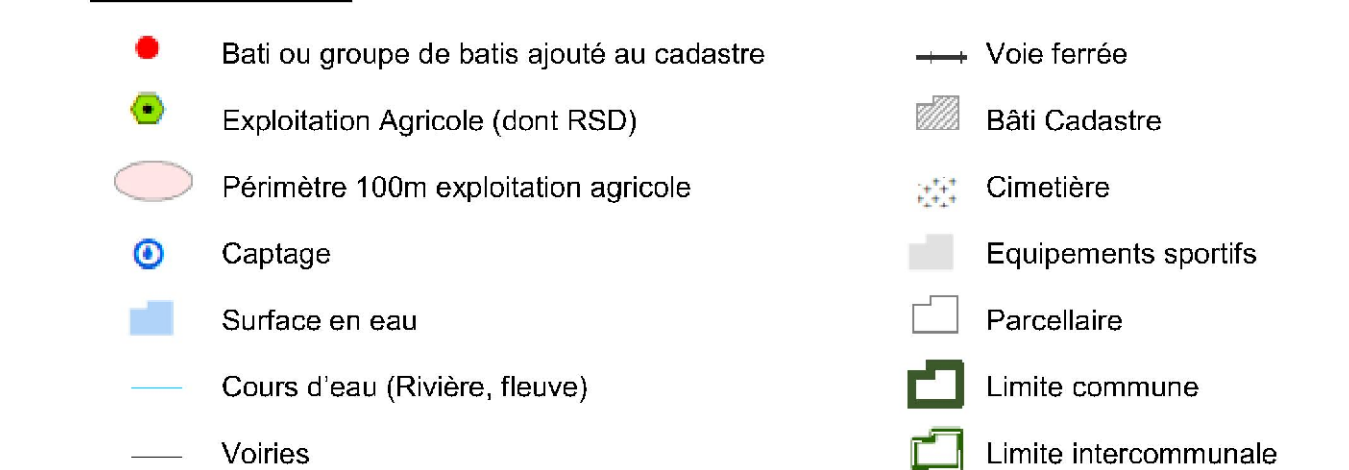 Bati ou groupe de batis ajouté au cadastre
Exploitation Agricole (dont RSD)
Périmètre 100m exploitation agricole
Captage
Surface en eau
Cours d'eau (Rivière, fleuve)
Voiries
Voie ferrée
Bâti Cadastre
Cimetière
Equipements sportifs
Parcellaire
Limite commune
Limite intercommunale